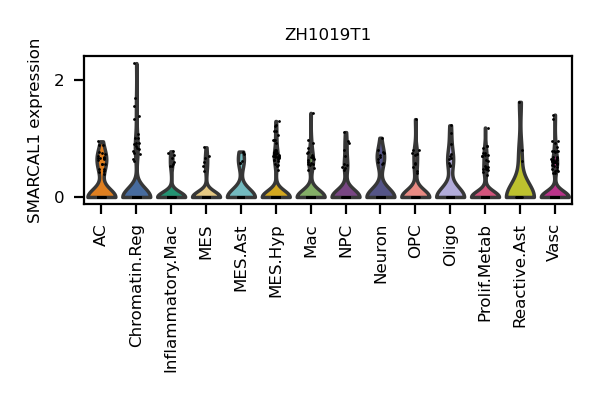 ZH1019T1
SMARCAL1 expression
2
0
AC
Chromatin.Reg
Inflammatory.Mac
MES
MES.Ast
MES.Hyp
Mac
NPC
Neuron
OPC
Oligo
Prolif.Metab
Reactive.Ast
Vasc